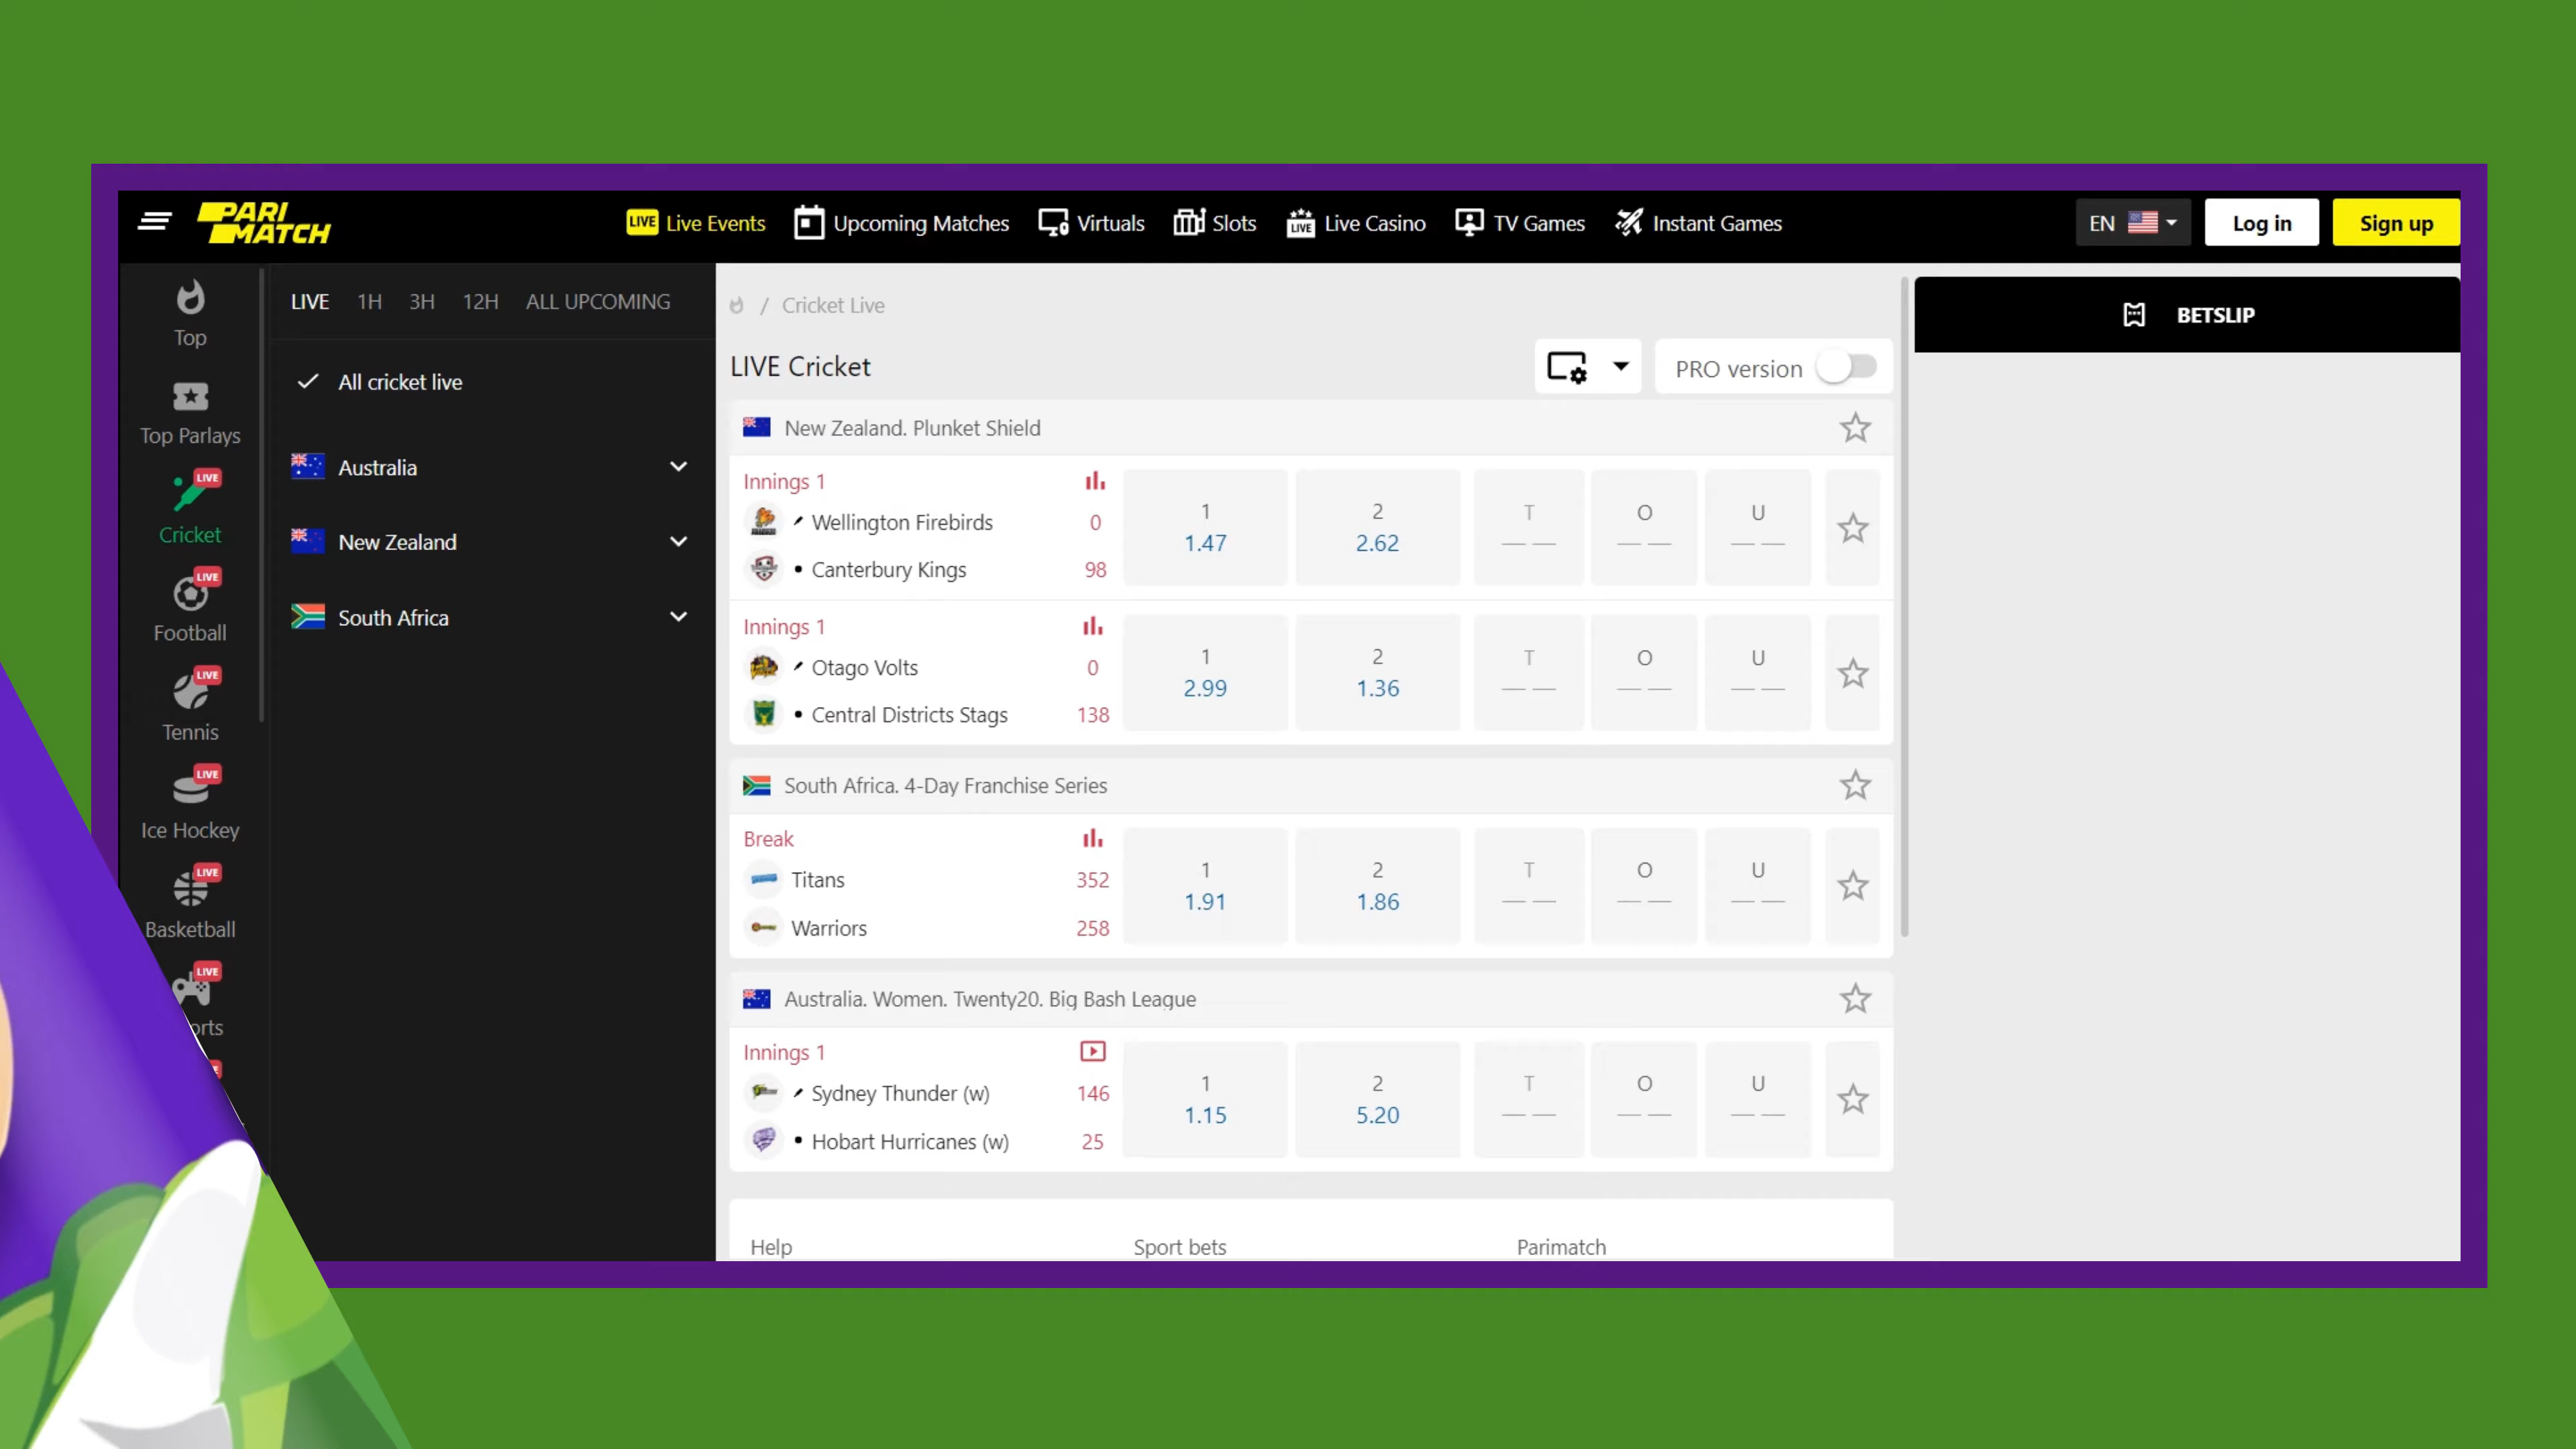 PARI MATCH
LIVE Live Events
Upcoming Matches
Virtuals
Slots
LIVE Live Casino
TV Games
Instant Games
EN
Log in
Sign up
Top
Top Parlays
LIVE
Cricket
LIVE
Football
LIVE
Tennis
LIVE
Ice Hockey
LIVE
Basketball
LIVE
LIVE 1H 3H 12H ALL UPCOMING
All cricket live
Australia
New Zealand
South Africa
/ Cricket Live
LIVE Cricket
PRO version
New Zealand. Plunket Shield
Innings 1
Wellington Firebirds 0
Canterbury Kings 98
1 2 T O U
1.47 2.62 — — — — — —
Innings 1
Otago Volts 0
Central Districts Stags 138
1 2 T O U
2.99 1.36 — — — — — —
South Africa. 4-Day Franchise Series
Break
Titans 352
Warriors 258
1 2 T O U
1.91 1.86 — — — — — —
Australia. Women. Twenty20. Big Bash League
Innings 1
Sydney Thunder (w) 146
Hobart Hurricanes (w) 25
1 2 T O U
1.15 5.20 — — — — — —
Help Sport bets Parimatch
BETSLIP